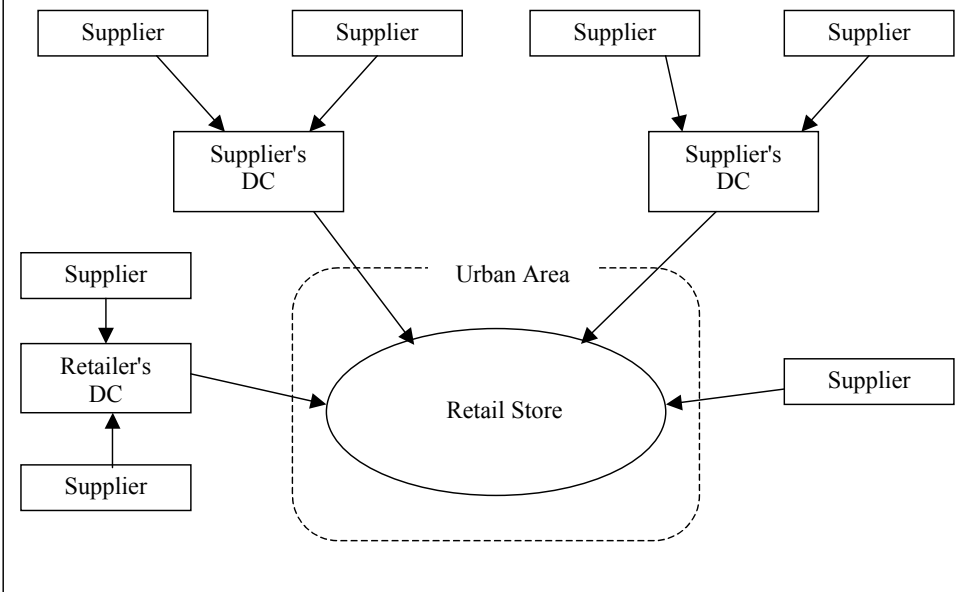 Supplier
Supplier
Supplier
Supplier
Supplier's
DC
Supplier's
DC
Supplier
Urban Area
Retailer's
DC
Supplier
Retail Store
Supplier